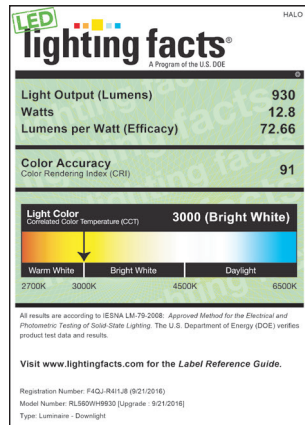 HALO
LED
lighting facts®
A Program of the U.S. DOE
Light Output (Lumens) 930
Watts 12.8
Lumens per Watt (Efficacy) 72.66
Color Accuracy
Color Rendering Index (CRI) 91
Light Color
Correlated Color Temperature (CCT) 3000 (Bright White)
Warm White Bright White Daylight
2700K 3000K 4500K 6500K
All results are according to IESNA LM-79-2008: Approved Method for the Electrical and
Photometric Testing of Solid-State Lighting. The U.S. Department of Energy (DOE) verifies
product test data and results.
Visit www.lightingfacts.com for the Label Reference Guide.
Registration Number: F4QJ-R4I1J8 (9/21/2016)
Model Number: RL560WH9930 [Upgrade : 9/21/2016]
Type: Luminaire - Downlight